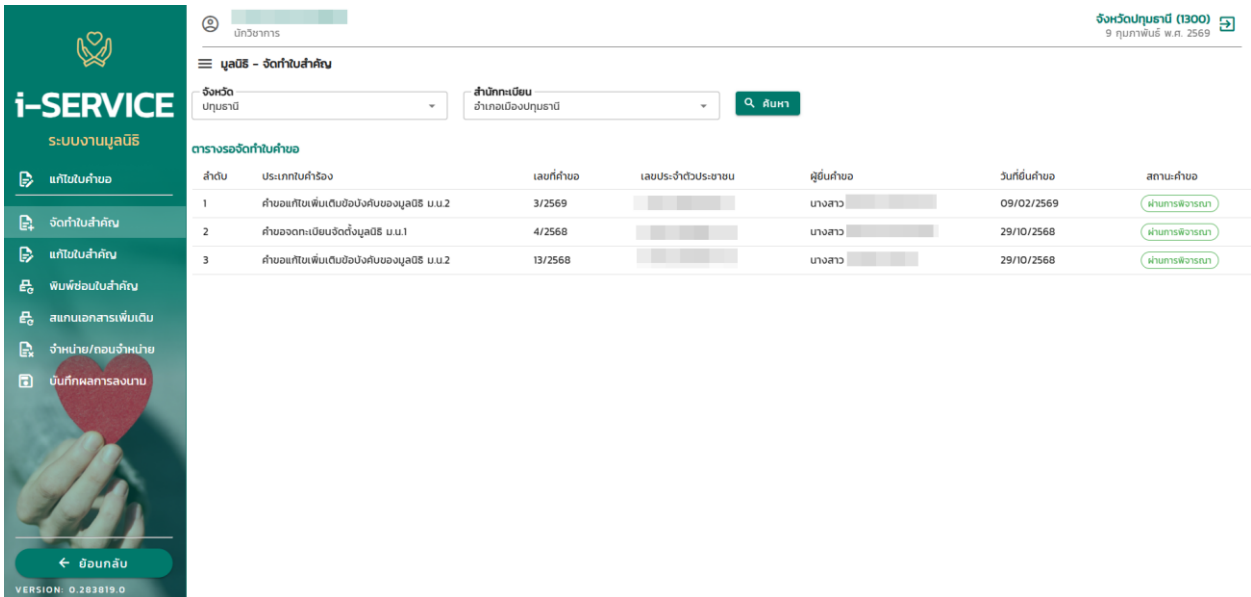 นักวิชาการ
จังหวัดปทุมธานี (1300)
9 กุมภาพันธ์ พ.ศ. 2569
i-SERVICE
ระบบงานมูลนิธิ
แก้ไขใบคำขอ
จัดทำใบสำคัญ
แก้ไขใบสำคัญ
พิมพ์ซ่อมใบสำคัญ
สแกนเอกสารเพิ่มเติม
จำหน่าย/ถอนจำหน่าย
บันทึกผลการลงนาม
ย้อนกลับ
VERSION: 0.283819.0
มูลนิธิ - จัดทำใบสำคัญ
จังหวัด
ปทุมธานี
สำนักทะเบียน
อำเภอเมืองปทุมธานี
ค้นหา
ตารางรอจัดทำใบคำขอ
ลำดับ ประเภทใบคำร้อง เลขที่คำขอ เลขประจำตัวประชาชน ผู้ยื่นคำขอ วันที่ยื่นคำขอ สถานะคำขอ
1 คำขอแก้ไขเพิ่มเติมข้อบังคับของมูลนิธิ ม.น.2 3/2569 นางสาว 09/02/2569 ผ่านการพิจารณา
2 คำขอจดทะเบียนจัดตั้งมูลนิธิ ม.น.1 4/2568 นางสาว 29/10/2568 ผ่านการพิจารณา
3 คำขอแก้ไขเพิ่มเติมข้อบังคับของมูลนิธิ ม.น.2 13/2568 นางสาว 29/10/2568 ผ่านการพิจารณา